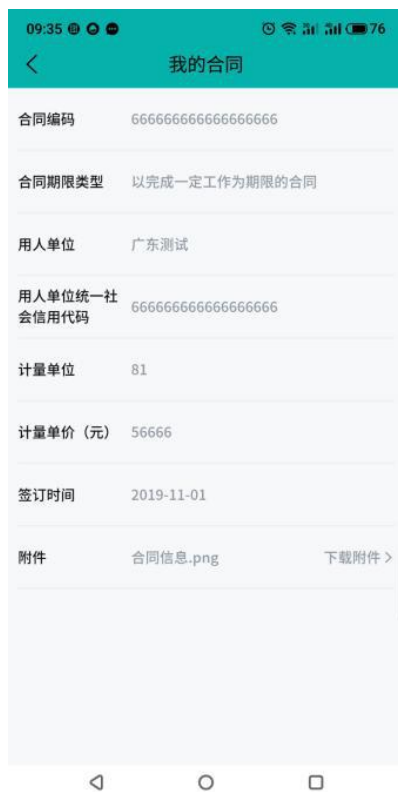 09:35 76
我的合同
合同编码 666666666666666666
合同期限类型 以完成一定工作为期限的合同
用人单位 广东测试
用人单位统一社
会信用代码 666666666666666666
计量单位 81
计量单价（元） 56666
签订时间 2019-11-01
附件 合同信息.png 下载附件